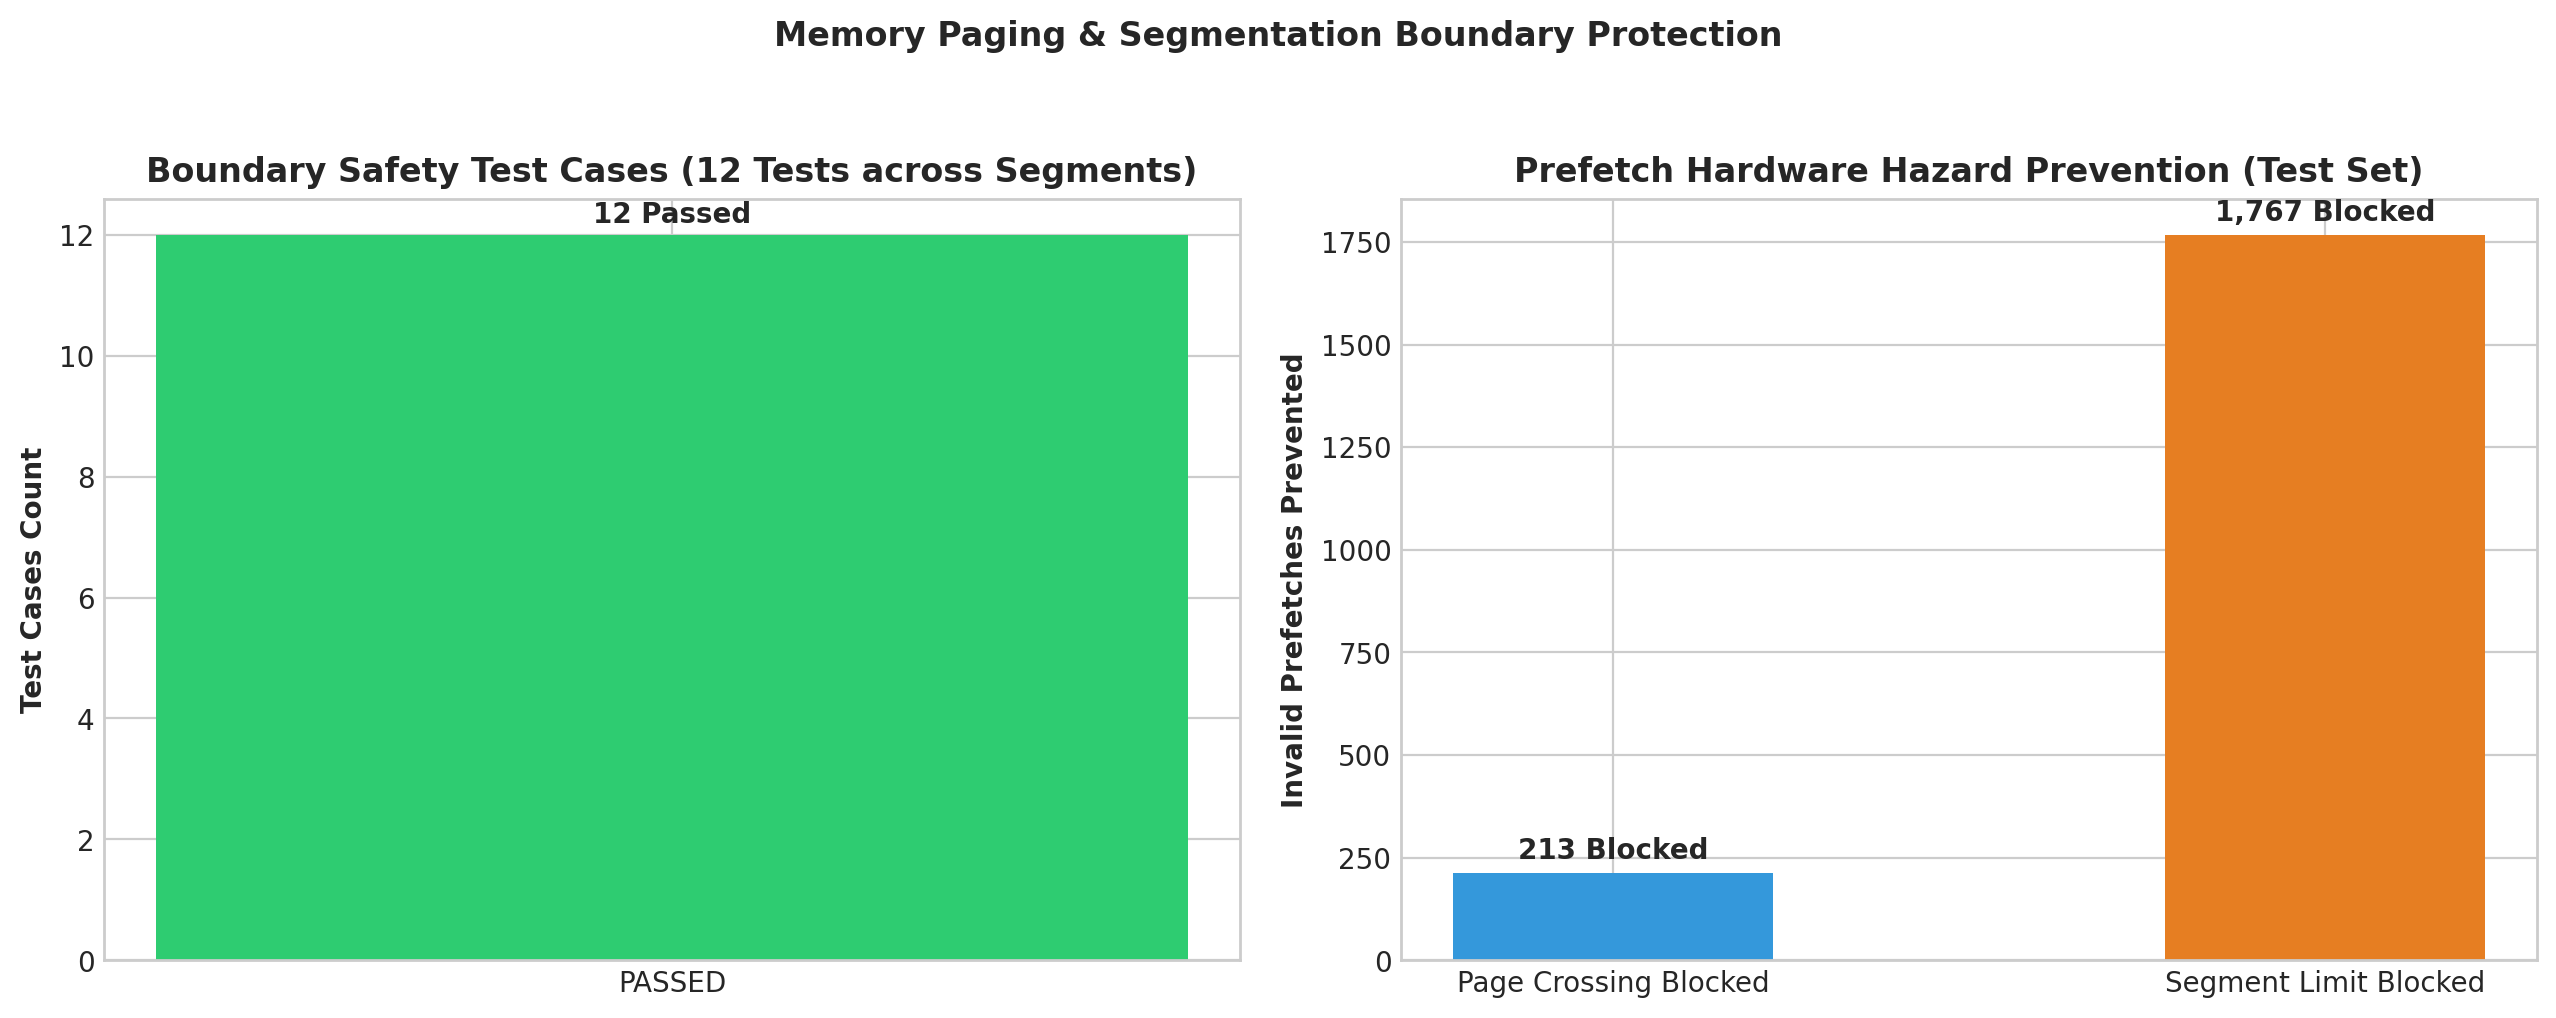 Memory Paging & Segmentation Boundary Protection
Boundary Safety Test Cases (12 Tests across Segments)
12 Passed
Test Cases Count
12
10
8
6
4
2
0
PASSED
Prefetch Hardware Hazard Prevention (Test Set)
1,767 Blocked
213 Blocked
Invalid Prefetches Prevented
1750
1500
1250
1000
750
500
250
0
Page Crossing Blocked
Segment Limit Blocked